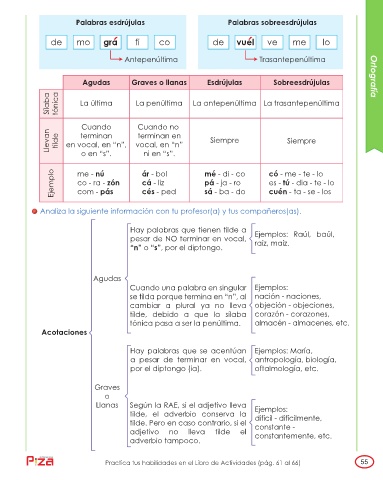 Palabras esdrújulas
Palabras sobreesdrújulas
de mo grá fi co
de vuél ve me lo
Antepenúltima
Trasantepenúltima
Ortografía
Agudas Graves o llanas Esdrújulas Sobreesdrújulas
Sílaba tónica
La última La penúltima La antepenúltima La trasantepenúltima
Llevan tilde
Cuando terminan en vocal, en “n”, o en “s”.
Cuando no terminan en vocal, en “n” ni en “s”.
Siempre
Siempre
Ejemplo
me - nú
co - ra - zón
com - pás
ár - bol
cá - liz
cés - ped
mé - di - co
pá - ja - ro
sá - ba - do
có - me - te - lo
es - tú - dia - te - lo
cuén - ta - se - los
Analiza la siguiente información con tu profesor(a) y tus compañeros(as).
Acotaciones
Agudas
Hay palabras que tienen tilde a
pesar de NO terminar en vocal,
“n” o “s”, por el diptongo.
Ejemplos: Raúl, baúl,
raíz, maíz.
Cuando una palabra en singular
se tilda porque termina en “n”, al
cambiar a plural ya no lleva
tilde, debido a que la sílaba
tónica pasa a ser la penúltima.
Ejemplos:
nación - naciones,
objeción - objeciones,
corazón - corazones,
almacén - almacenes, etc.
Graves
o
Llanas
Hay palabras que se acentúan
a pesar de terminar en vocal,
por el diptongo (ía).
Ejemplos: María,
antropología, biología,
oftalmología, etc.
Según la RAE, si el adjetivo lleva
tilde, el adverbio conserva la
tilde. Pero en caso contrario, si el
adjetivo no lleva tilde el
adverbio tampoco.
Ejemplos:
difícil - difícilmente,
constante -
constantemente, etc.
Practica tus habilidades en el Libro de Actividades (pág. 61 al 66)
55